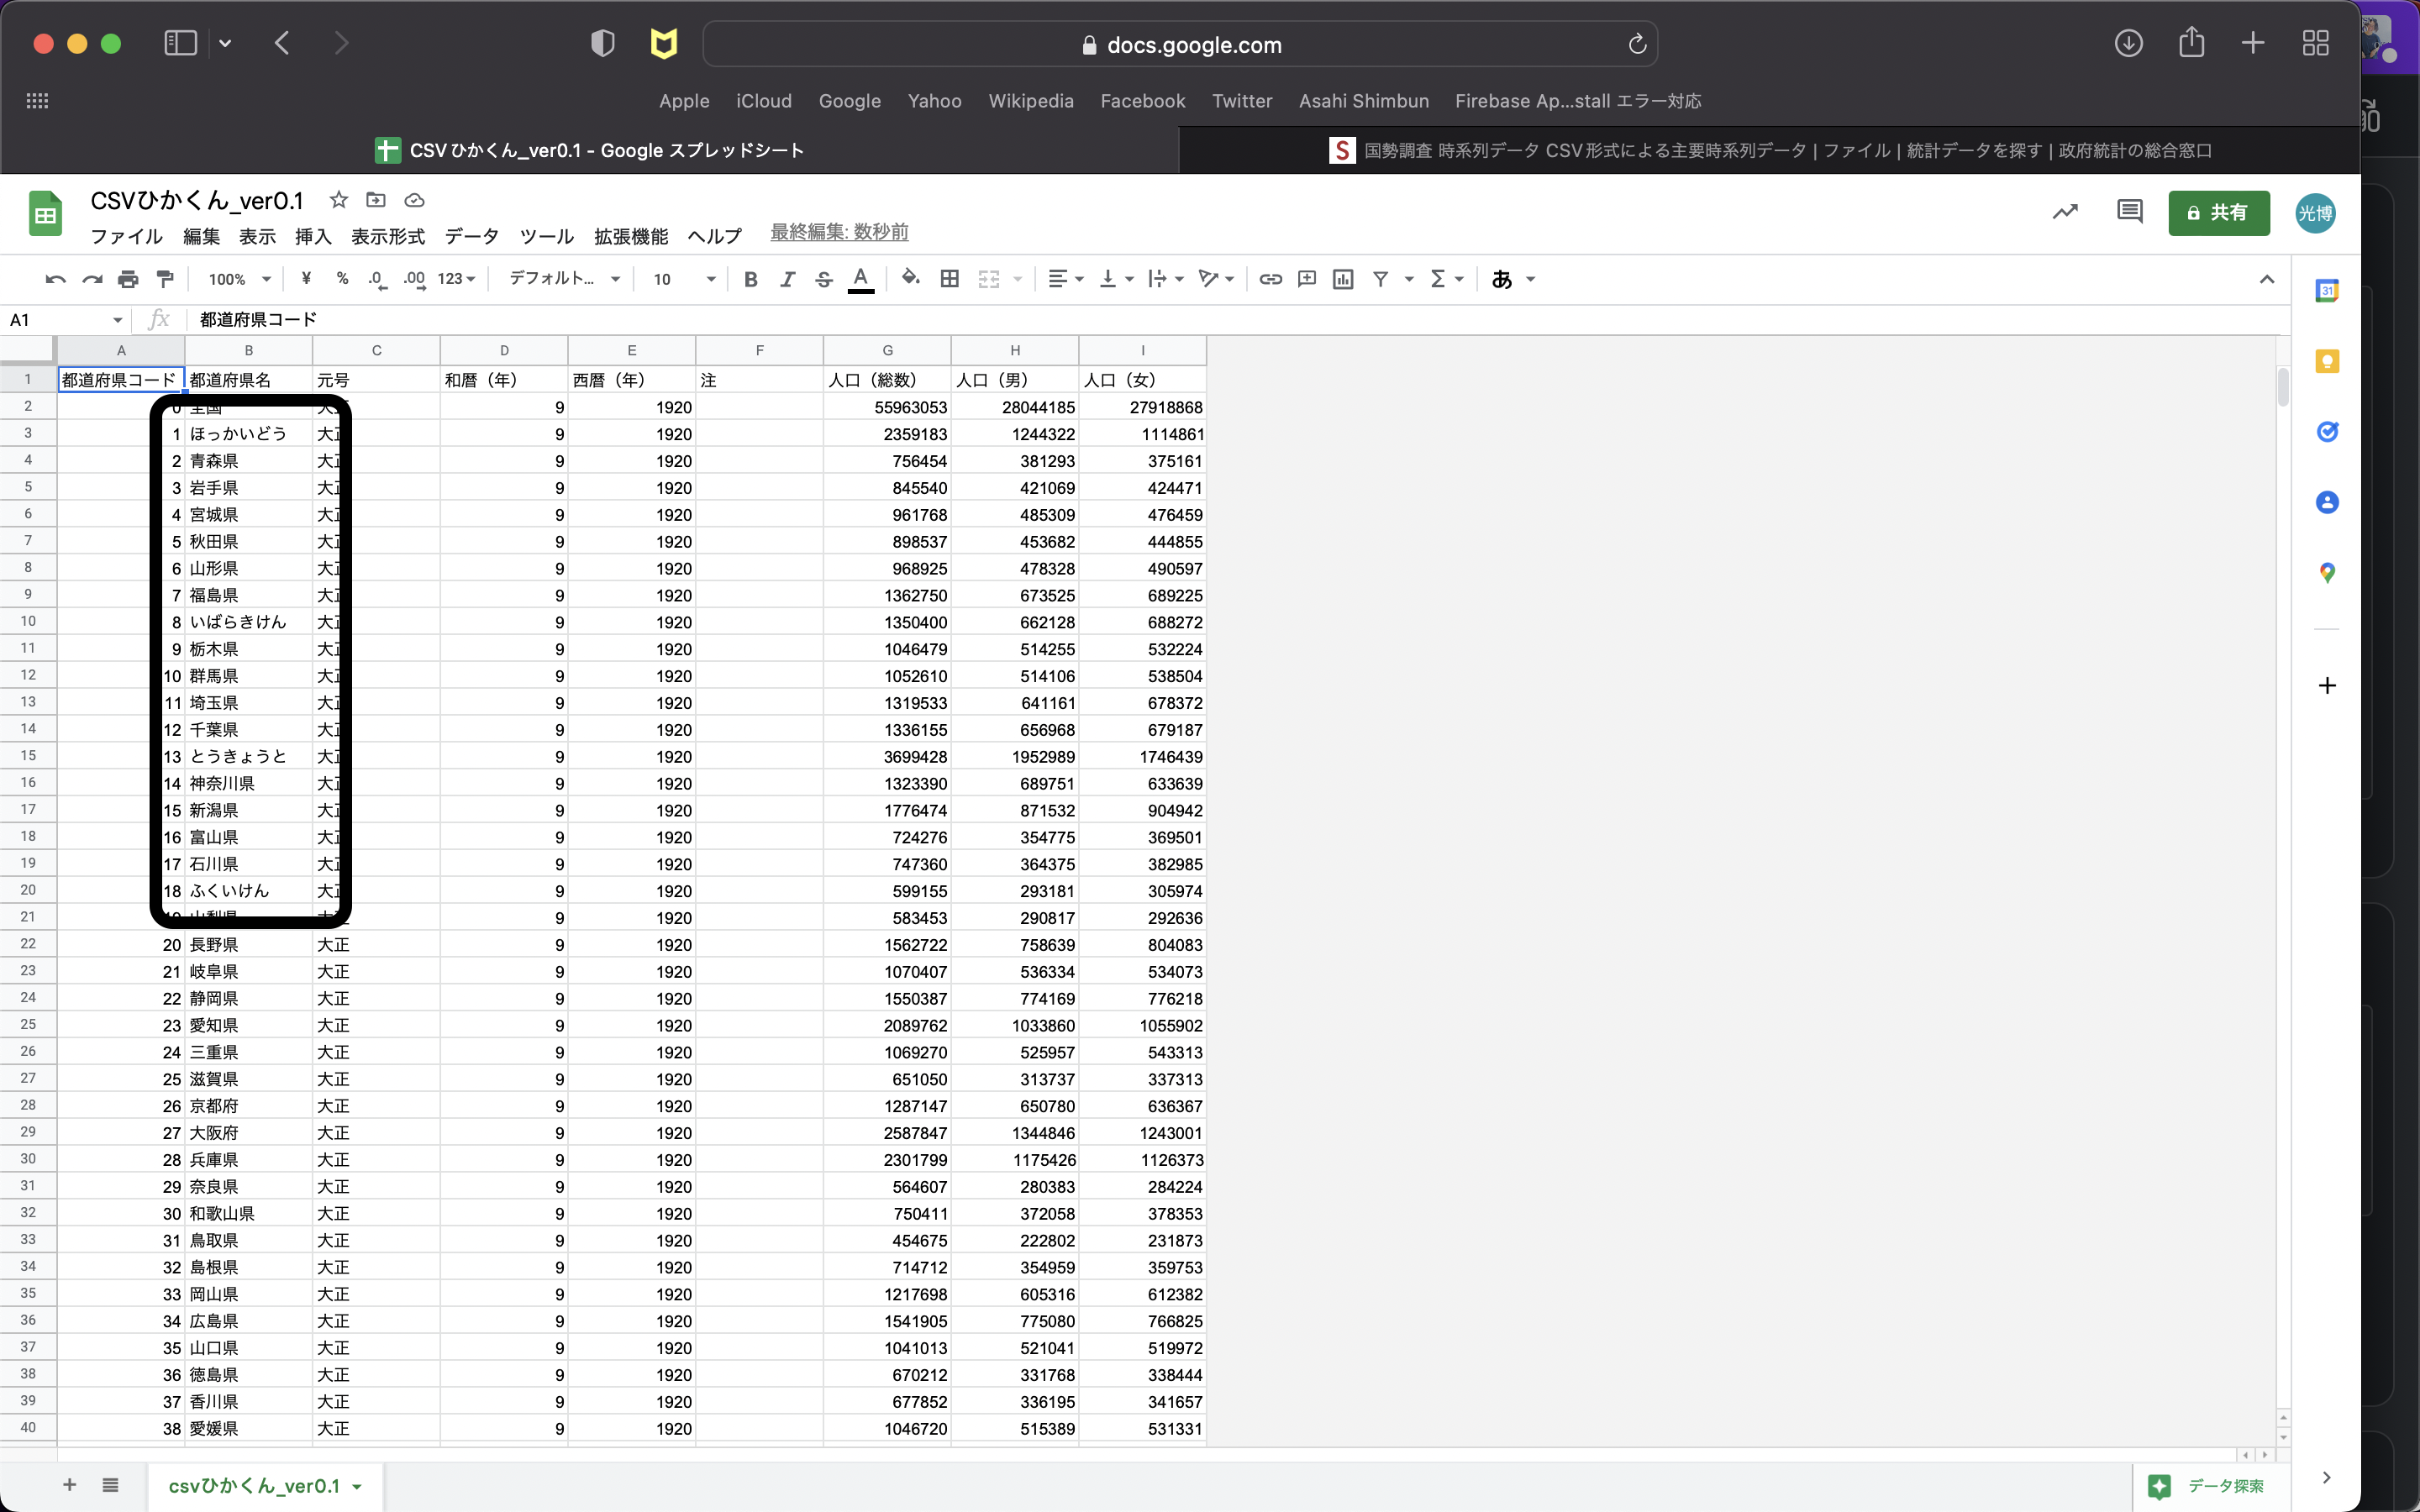 docs.google.com
Apple iCloud Google Yahoo Wikipedia Facebook Twitter Asahi Shimbun Firebase Ap...stall エラー対応
CSVひかくん_ver0.1 - Google スプレッドシート
S 国勢調査 時系列データ CSV形式による主要時系列データ | ファイル | 統計データを探す | 政府統計の総合窓口
CSVひかくん_ver0.1
ファイル 編集 表示 挿入 表示形式 データ ツール 拡張機能 ヘルプ 最終編集: 数秒前
共有 光博
100% ¥ % .0 .00 123 デフォルト... 10 B I S A Σ あ
31
A1 fx 都道府県コード
A B C D E F G H I
1 都道府県コード 都道府県名 元号 和暦（年） 西暦（年） 注 人口（総数） 人口（男） 人口（女）
2 0 全国 大正 9 1920 55963053 28044185 27918868
3 1 ほっかいどう 大正 9 1920 2359183 1244322 1114861
4 2 青森県 大正 9 1920 756454 381293 375161
5 3 岩手県 大正 9 1920 845540 421069 424471
6 4 宮城県 大正 9 1920 961768 485309 476459
7 5 秋田県 大正 9 1920 898537 453682 444855
8 6 山形県 大正 9 1920 968925 478328 490597
9 7 福島県 大正 9 1920 1362750 673525 689225
10 8 いばらきけん 大正 9 1920 1350400 662128 688272
11 9 栃木県 大正 9 1920 1046479 514255 532224
12 10 群馬県 大正 9 1920 1052610 514106 538504
13 11 埼玉県 大正 9 1920 1319533 641161 678372
14 12 千葉県 大正 9 1920 1336155 656968 679187
15 13 とうきょうと 大正 9 1920 3699428 1952989 1746439
16 14 神奈川県 大正 9 1920 1323390 689751 633639
17 15 新潟県 大正 9 1920 1776474 871532 904942
18 16 富山県 大正 9 1920 724276 354775 369501
19 17 石川県 大正 9 1920 747360 364375 382985
20 18 ふくいけん 大正 9 1920 599155 293181 305974
21 19 山梨県 大正 9 1920 583453 290817 292636
22 20 長野県 大正 9 1920 1562722 758639 804083
23 21 岐阜県 大正 9 1920 1070407 536334 534073
24 22 静岡県 大正 9 1920 1550387 774169 776218
25 23 愛知県 大正 9 1920 2089762 1033860 1055902
26 24 三重県 大正 9 1920 1069270 525957 543313
27 25 滋賀県 大正 9 1920 651050 313737 337313
28 26 京都府 大正 9 1920 1287147 650780 636367
29 27 大阪府 大正 9 1920 2587847 1344846 1243001
30 28 兵庫県 大正 9 1920 2301799 1175426 1126373
31 29 奈良県 大正 9 1920 564607 280383 284224
32 30 和歌山県 大正 9 1920 750411 372058 378353
33 31 鳥取県 大正 9 1920 454675 222802 231873
34 32 島根県 大正 9 1920 714712 354959 359753
35 33 岡山県 大正 9 1920 1217698 605316 612382
36 34 広島県 大正 9 1920 1541905 775080 766825
37 35 山口県 大正 9 1920 1041013 521041 519972
38 36 徳島県 大正 9 1920 670212 331768 338444
39 37 香川県 大正 9 1920 677852 336195 341657
40 38 愛媛県 大正 9 1920 1046720 515389 531331
csvひかくん_ver0.1
データ探索